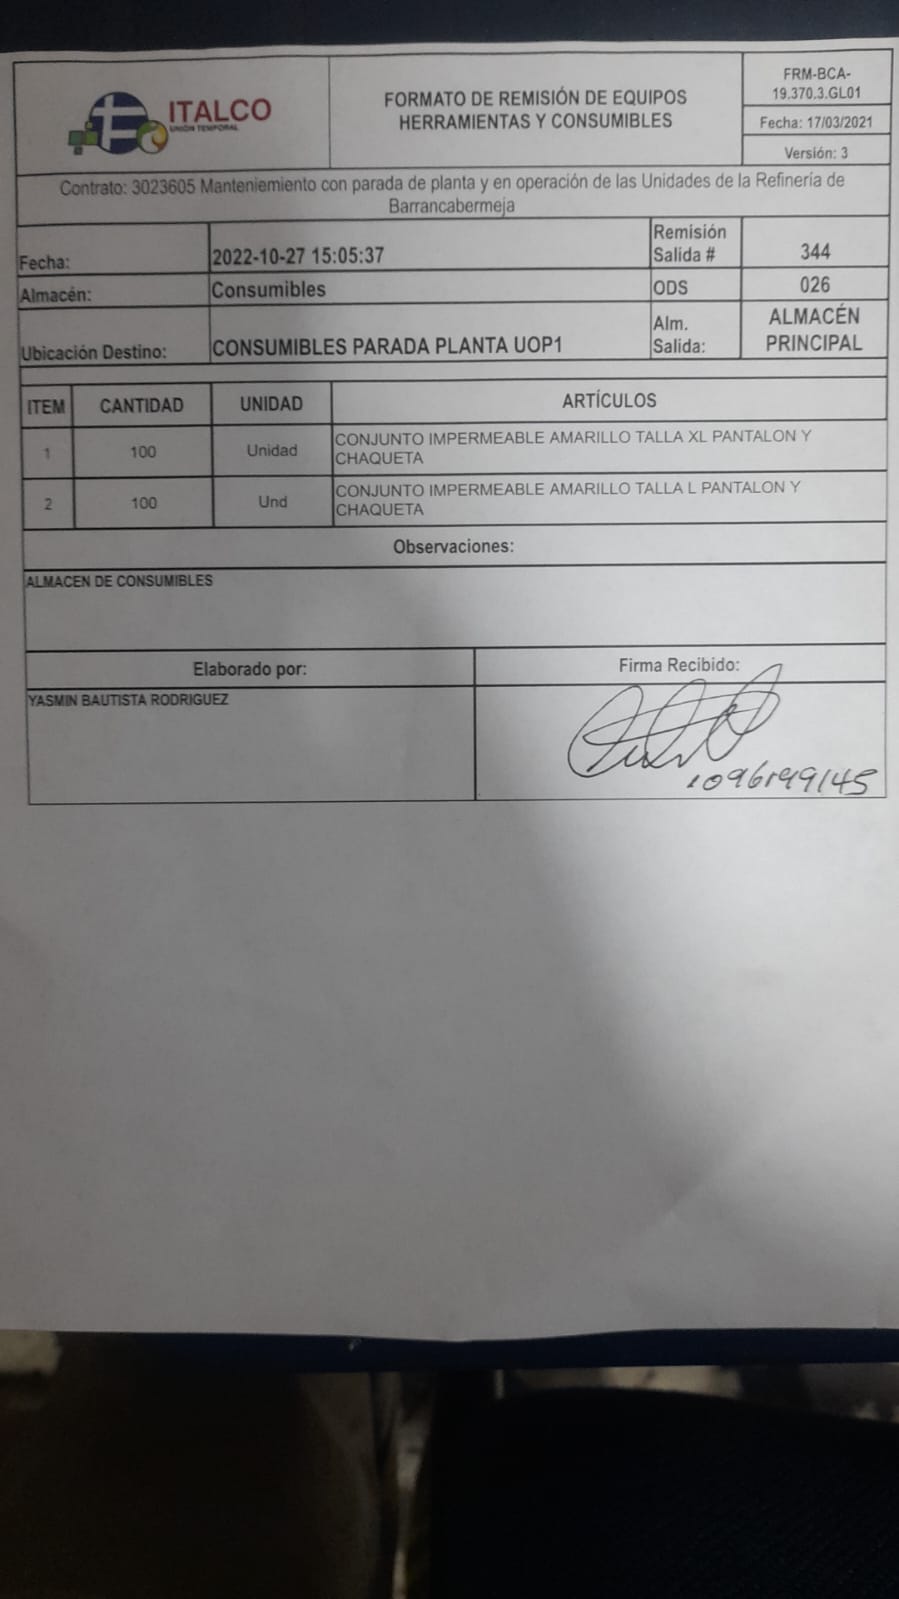 ITALCO
UNIÓN TEMPORAL
FORMATO DE REMISIÓN DE EQUIPOS
HERRAMIENTAS Y CONSUMIBLES
FRM-BCA-
19.370.3.GL01
Fecha: 17/03/2021
Versión: 3
Contrato: 3023605 Manteniemiento con parada de planta y en operación de las Unidades de la Refinería de
Barrancabermeja
Fecha: 2022-10-27 15:05:37 Remisión
Salida # 344
Almacén: Consumibles ODS 026
Ubicación Destino: CONSUMIBLES PARADA PLANTA UOP1 Alm.
Salida: ALMACÉN
PRINCIPAL
ITEM CANTIDAD UNIDAD ARTÍCULOS
1 100 Unidad CONJUNTO IMPERMEABLE AMARILLO TALLA XL PANTALON Y
CHAQUETA
2 100 Und CONJUNTO IMPERMEABLE AMARILLO TALLA L PANTALON Y
CHAQUETA
Observaciones:
ALMACEN DE CONSUMIBLES
Elaborado por: Firma Recibido:
YASMIN BAUTISTA RODRIGUEZ